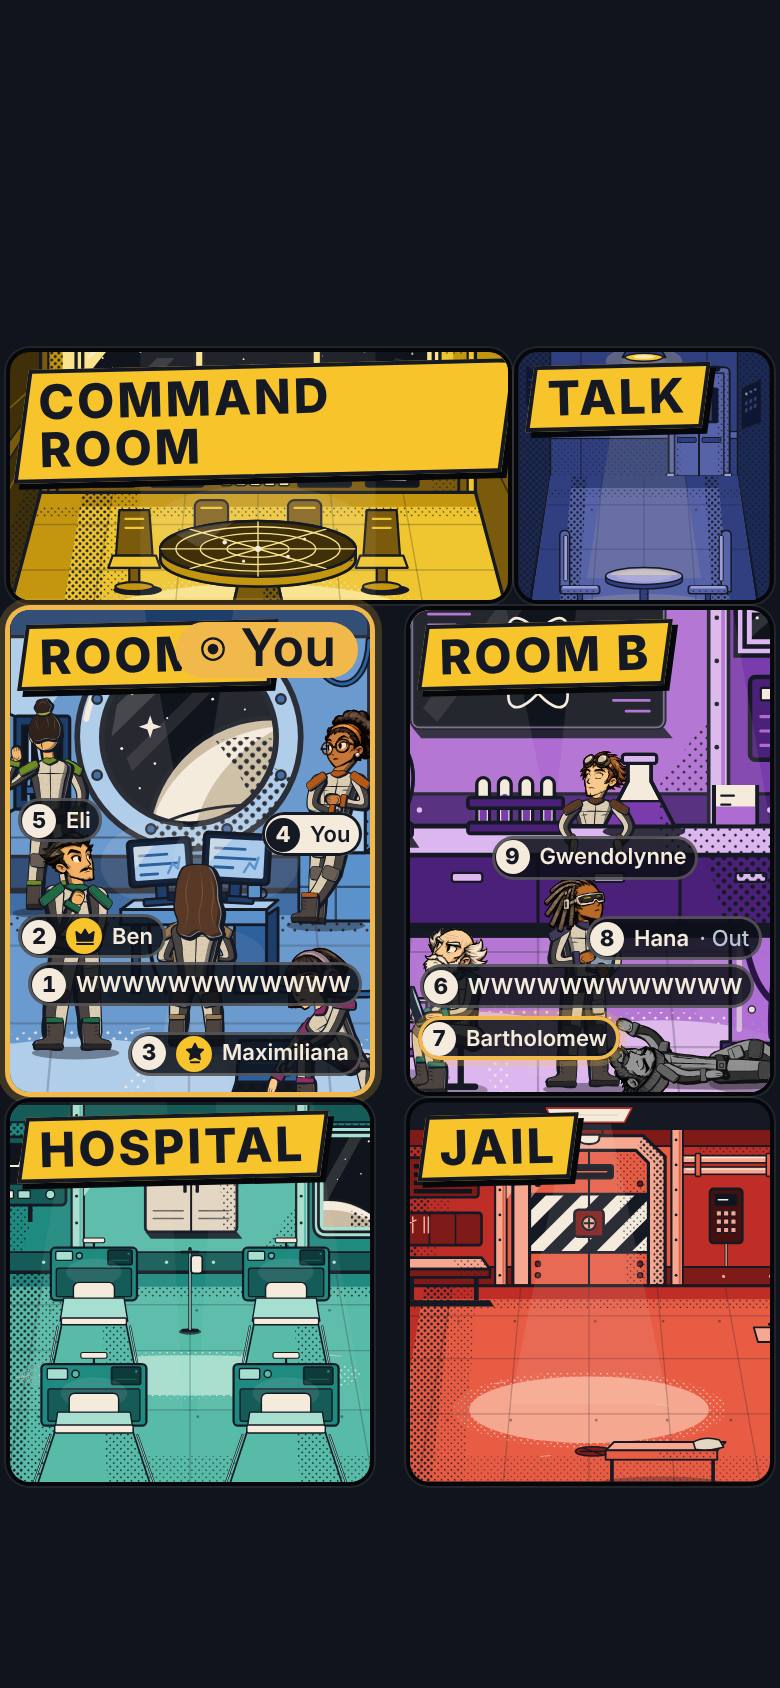 COMMAND
ROOM
TALK
ROOM
You
ROOM B
5 Eli
4 You
9 Gwendolynne
2 Ben
8 Hana · Out
1 WWWWWWWWWWWW
6 WWWWWWWWWWWW
3 Maximiliana
7 Bartholomew
HOSPITAL
JAIL